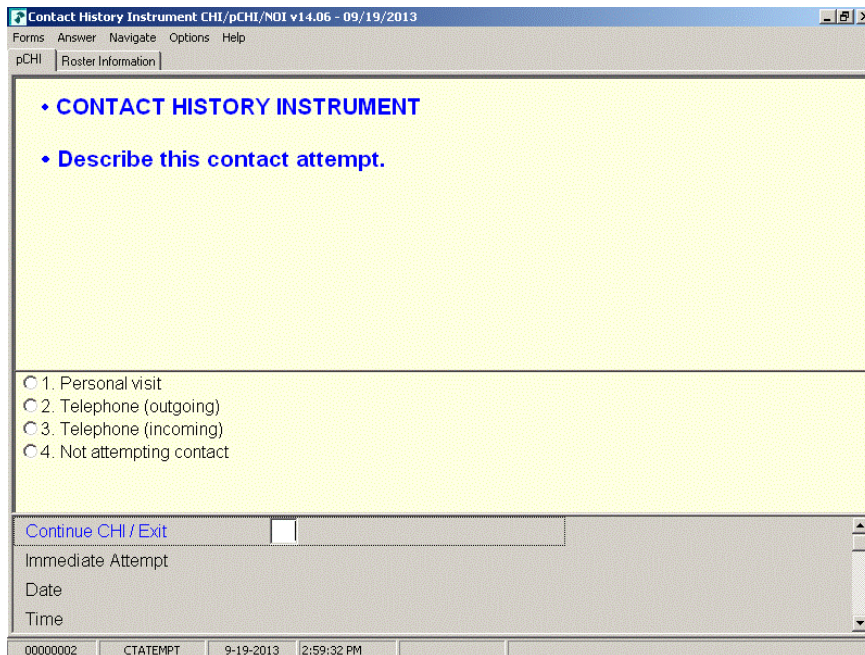 Contact History Instrument CHI/pCHI/NOI v14.06 - 09/19/2013
Forms Answer Navigate Options Help
pCHI Roster Information
• CONTACT HISTORY INSTRUMENT
• Describe this contact attempt.
1. Personal visit
2. Telephone (outgoing)
3. Telephone (incoming)
4. Not attempting contact
Continue CHI / Exit
Immediate Attempt
Date
Time
00000002 CTATEMPT 9-19-2013 2:59:32 PM